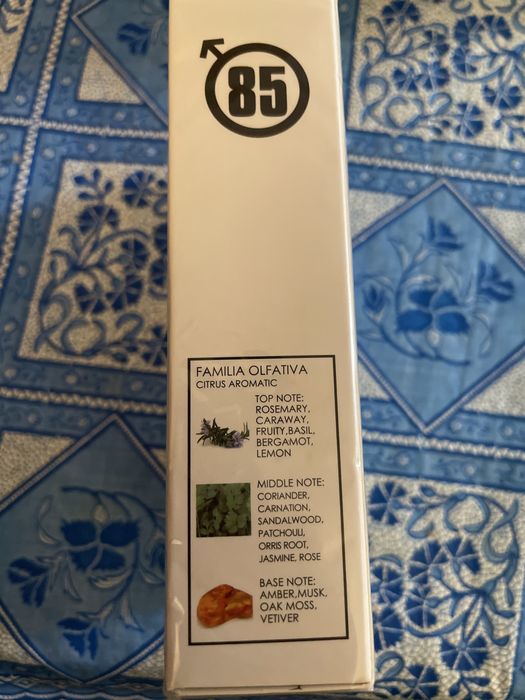 85
FAMILIA OLFATIVA
CITRUS AROMATIC
TOP NOTE:
ROSEMARY,
CARAWAY,
FRUITY,BASIL,
BERGAMOT,
LEMON
MIDDLE NOTE:
CORIANDER,
CARNATION,
SANDALWOOD,
PATCHOULI,
ORRIS ROOT,
JASMINE, ROSE
BASE NOTE:
AMBER,MUSK,
OAK MOSS,
VETIVER